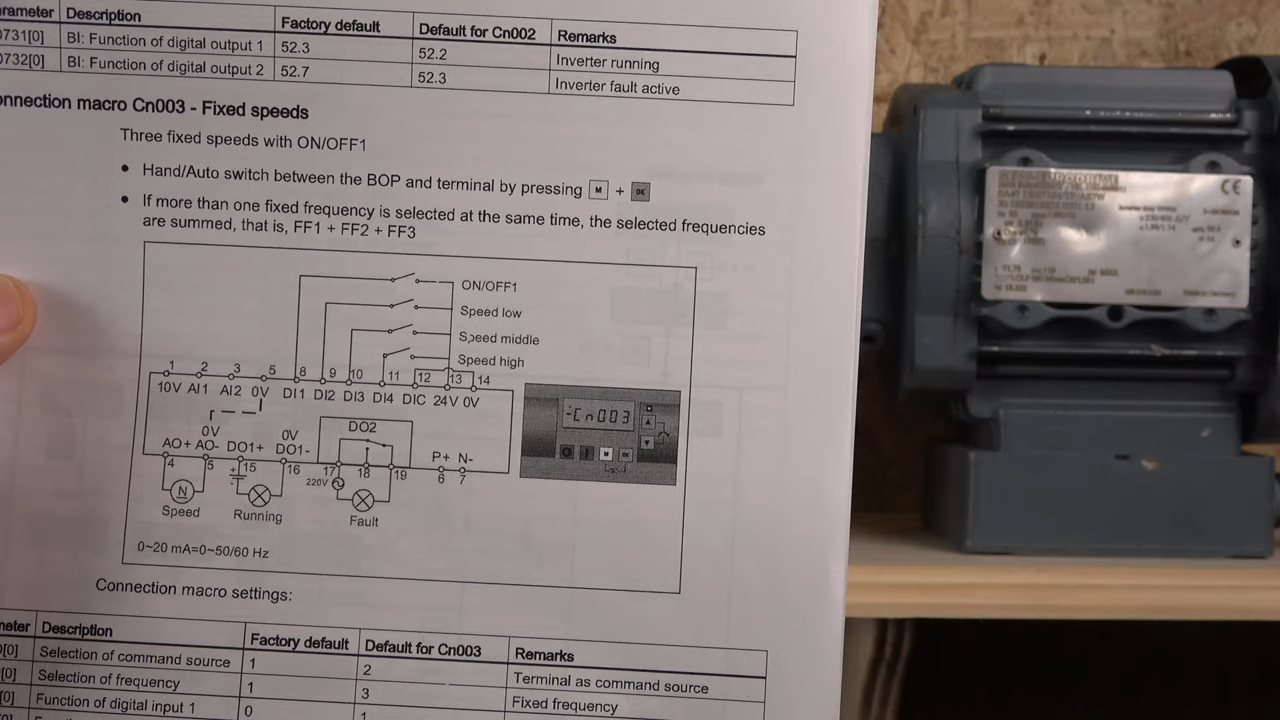 rameter Description Factory default Default for Cn002 Remarks
0731[0] BI: Function of digital output 1 52.3 52.2 Inverter running
0732[0] BI: Function of digital output 2 52.7 52.3 Inverter fault active
onnection macro Cn003 - Fixed speeds
Three fixed speeds with ON/OFF1
• Hand/Auto switch between the BOP and terminal by pressing M + OK
• If more than one fixed frequency is selected at the same time, the selected frequencies
are summed, that is, FF1 + FF2 + FF3
ON/OFF1
Speed low
Speed middle
Speed high
1 2 3 5 8 9 10 11 12 13 14
10V AI1 AI2 0V DI1 DI2 DI3 DI4 DIC 24V 0V
-Cn003
M OK
0V 0V DO2
AO+ AO- DO1+ DO1- P+ N-
4 5 15 16 17 18 19 6 7
220V
N
Speed Running Fault
0~20 mA=0~50/60 Hz
Connection macro settings:
meter Description Factory default Default for Cn003 Remarks
0[0] Selection of command source 1 2 Terminal as command source
[0] Selection of frequency 1 3 Fixed frequency
[0] Function of digital input 1 0 1
CE
Made in Germany